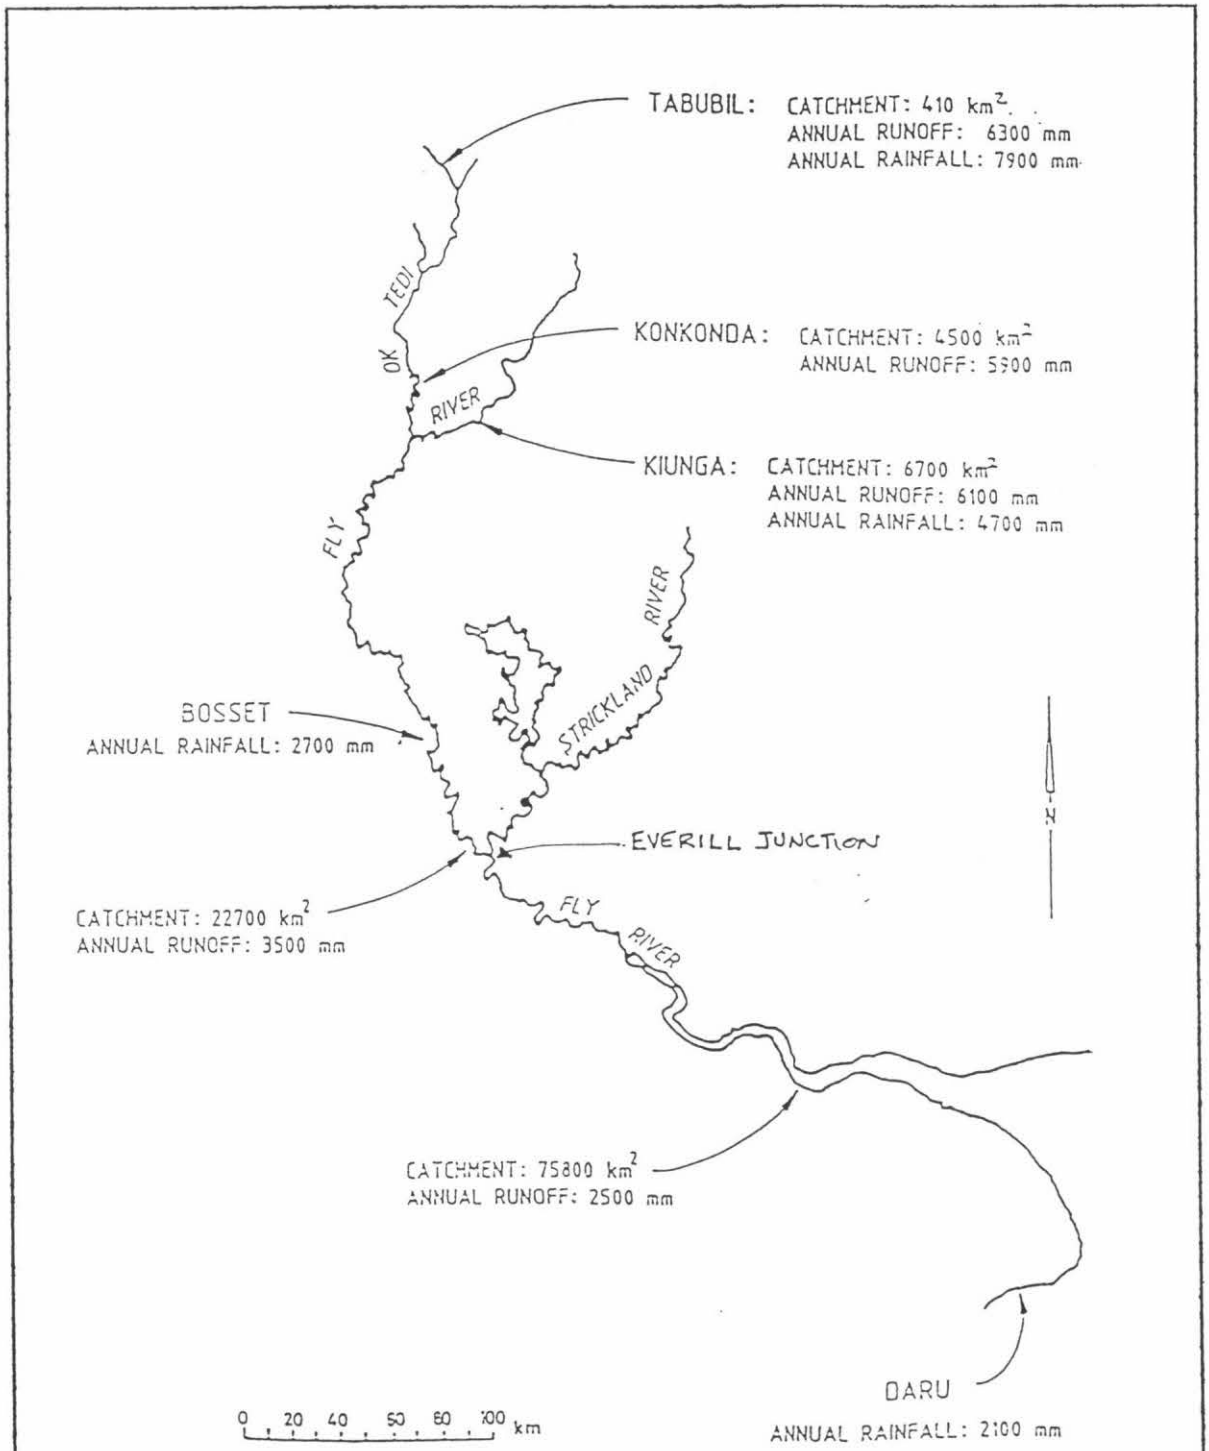 TABUBIL: CATCHMENT: 410 km².
ANNUAL RUNOFF: 6300 mm
ANNUAL RAINFALL: 7900 mm
OK TEDI
KONKONDA: CATCHMENT: 4500 km²
ANNUAL RUNOFF: 5900 mm
RIVER
KIUNGA: CATCHMENT: 6700 km²
ANNUAL RUNOFF: 6100 mm
ANNUAL RAINFALL: 4700 mm
FLY
STRICKLAND RIVER
BOSSET
ANNUAL RAINFALL: 2700 mm
N
EVERILL JUNCTION
CATCHMENT: 22700 km²
ANNUAL RUNOFF: 3500 mm
FLY RIVER
CATCHMENT: 75800 km²
ANNUAL RUNOFF: 2500 mm
DARU
ANNUAL RAINFALL: 2100 mm
0 20 40 60 80 100 km